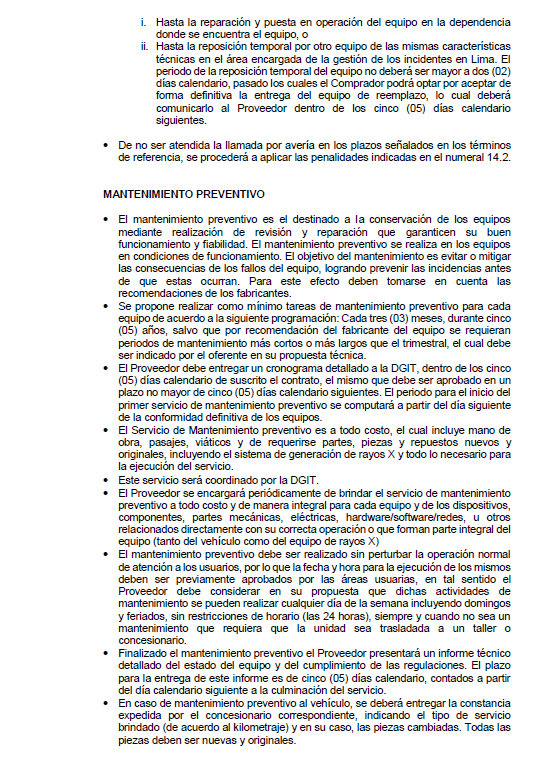 i. Hasta la reparación y puesta en operación del equipo en la dependencia
donde se encuentra el equipo, o
ii. Hasta la reposición temporal por otro equipo de las mismas características
técnicas en el área encargada de la gestión de los incidentes en Lima. El
periodo de la reposición temporal del equipo no deberá ser mayor a dos (02)
días calendario, pasado los cuales el Comprador podrá optar por aceptar de
forma definitiva la entrega del equipo de reemplazo, lo cual deberá
comunicarlo al Proveedor dentro de los cinco (05) días calendario
siguientes.
• De no ser atendida la llamada por avería en los plazos señalados en los términos
de referencia, se procederá a aplicar las penalidades indicadas en el numeral 14.2.
MANTENIMIENTO PREVENTIVO
• El mantenimiento preventivo es el destinado a la conservación de los equipos
mediante realización de revisión y reparación que garanticen su buen
funcionamiento y fiabilidad. El mantenimiento preventivo se realiza en los equipos
en condiciones de funcionamiento. El objetivo del mantenimiento es evitar o mitigar
las consecuencias de los fallos del equipo, logrando prevenir las incidencias antes
de que estas ocurran. Para este efecto deben tomarse en cuenta las
recomendaciones de los fabricantes.
• Se propone realizar como mínimo tareas de mantenimiento preventivo para cada
equipo de acuerdo a la siguiente programación: Cada tres (03) meses, durante cinco
(05) años, salvo que por recomendación del fabricante del equipo se requieran
periodos de mantenimiento más cortos o más largos que el trimestral, el cual debe
ser indicado por el oferente en su propuesta técnica.
• El Proveedor debe entregar un cronograma detallado a la DGIT, dentro de los cinco
(05) días calendario de suscrito el contrato, el mismo que debe ser aprobado en un
plazo no mayor de cinco (05) días calendario siguientes. El periodo para el inicio del
primer servicio de mantenimiento preventivo se computará a partir del día siguiente
de la conformidad definitiva de los equipos.
• El Servicio de Mantenimiento preventivo es a todo costo, el cual incluye mano de
obra, pasajes, viáticos y de requerirse partes, piezas y repuestos nuevos y
originales, incluyendo el sistema de generación de rayos X y todo lo necesario para
la ejecución del servicio.
• Este servicio será coordinado por la DGIT.
• El Proveedor se encargará periódicamente de brindar el servicio de mantenimiento
preventivo a todo costo y de manera integral para cada equipo y de los dispositivos,
componentes, partes mecánicas, eléctricas, hardware/software/redes, u otros
relacionados directamente con su correcta operación o que forman parte integral del
equipo (tanto del vehículo como del equipo de rayos X)
• El mantenimiento preventivo debe ser realizado sin perturbar la operación normal
de atención a los usuarios, por lo que la fecha y hora para la ejecución de los mismos
deben ser previamente aprobados por las áreas usuarias, en tal sentido el
Proveedor debe considerar en su propuesta que dichas actividades de
mantenimiento se pueden realizar cualquier día de la semana incluyendo domingos
y feriados, sin restricciones de horario (las 24 horas), siempre y cuando no sea un
mantenimiento que requiera que la unidad sea trasladada a un taller o
concesionario.
• Finalizado el mantenimiento preventivo el Proveedor presentará un informe técnico
detallado del estado del equipo y del cumplimiento de las regulaciones. El plazo
para la entrega de este informe es de cinco (05) días calendario, contados a partir
del día calendario siguiente a la culminación del servicio.
• En caso de mantenimiento preventivo al vehículo, se deberá entregar la constancia
expedida por el concesionario correspondiente, indicando el tipo de servicio
brindado (de acuerdo al kilometraje) y en su caso, las piezas cambiadas. Todas las
piezas deben ser nuevas y originales.